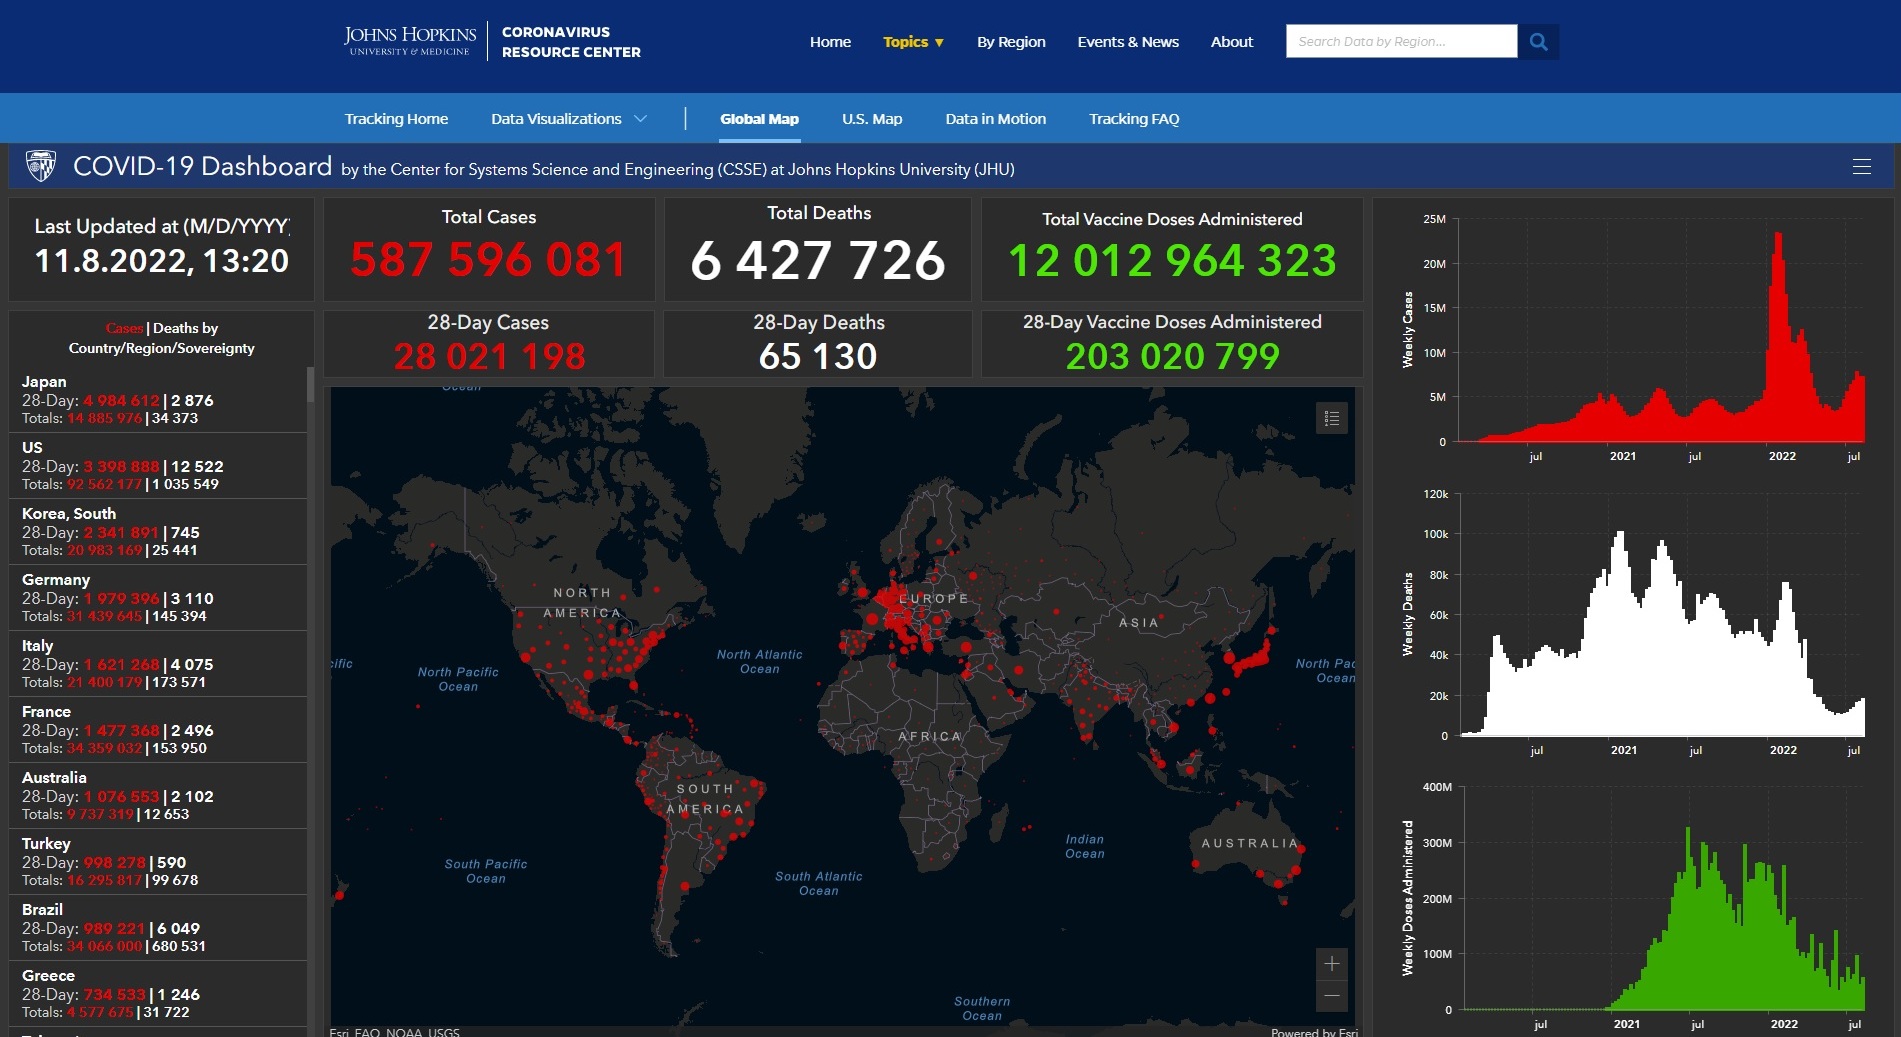 JOHNS HOPKINS
UNIVERSITY & MEDICINE
CORONAVIRUS
RESOURCE CENTER
Home
Topics ▼
By Region
Events & News
About
Search Data by Region...
Tracking Home
Data Visualizations
Global Map
U.S. Map
Data in Motion
Tracking FAQ
COVID-19 Dashboard by the Center for Systems Science and Engineering (CSSE) at Johns Hopkins University (JHU)
Last Updated at (M/D/YYYY)
11.8.2022, 13:20
Total Cases
587 596 081
Total Deaths
6 427 726
Total Vaccine Doses Administered
12 012 964 323
28-Day Cases
28 021 198
28-Day Deaths
65 130
28-Day Vaccine Doses Administered
203 020 799
Cases | Deaths by
Country/Region/Sovereignty
Japan
28-Day: 4 984 612 | 2 876
Totals: 14 885 976 | 34 373
US
28-Day: 3 398 888 | 12 522
Totals: 92 562 177 | 1 035 549
Korea, South
28-Day: 2 341 891 | 745
Totals: 20 983 169 | 25 441
Germany
28-Day: 1 979 396 | 3 110
Totals: 31 439 645 | 145 394
Italy
28-Day: 1 621 268 | 4 075
Totals: 21 400 179 | 173 571
France
28-Day: 1 477 368 | 2 496
Totals: 34 359 032 | 153 950
Australia
28-Day: 1 076 553 | 2 102
Totals: 9 737 319 | 12 653
Turkey
28-Day: 998 278 | 590
Totals: 16 295 817 | 99 678
Brazil
28-Day: 989 221 | 6 049
Totals: 34 066 000 | 680 531
Greece
28-Day: 734 533 | 1 246
Totals: 4 577 675 | 31 722
Ocean
NORTH
AMERICA
EUROPE
ASIA
North Atlantic
Ocean
North Pacific
Ocean
North Pac
Ocean
cific
AFRICA
SOUTH
AMERICA
AUSTRALIA
Indian
Ocean
South Pacific
Ocean
South Atlantic
Ocean
Southern
Ocean
Esri, FAO, NOAA, USGS
Powered by Esri
Weekly Cases
25M
20M
15M
10M
5M
0
jul
2021
jul
2022
jul
Weekly Deaths
120k
100k
80k
60k
40k
20k
0
jul
2021
jul
2022
jul
Weekly Doses Administered
400M
300M
200M
100M
0
jul
2021
jul
2022
jul